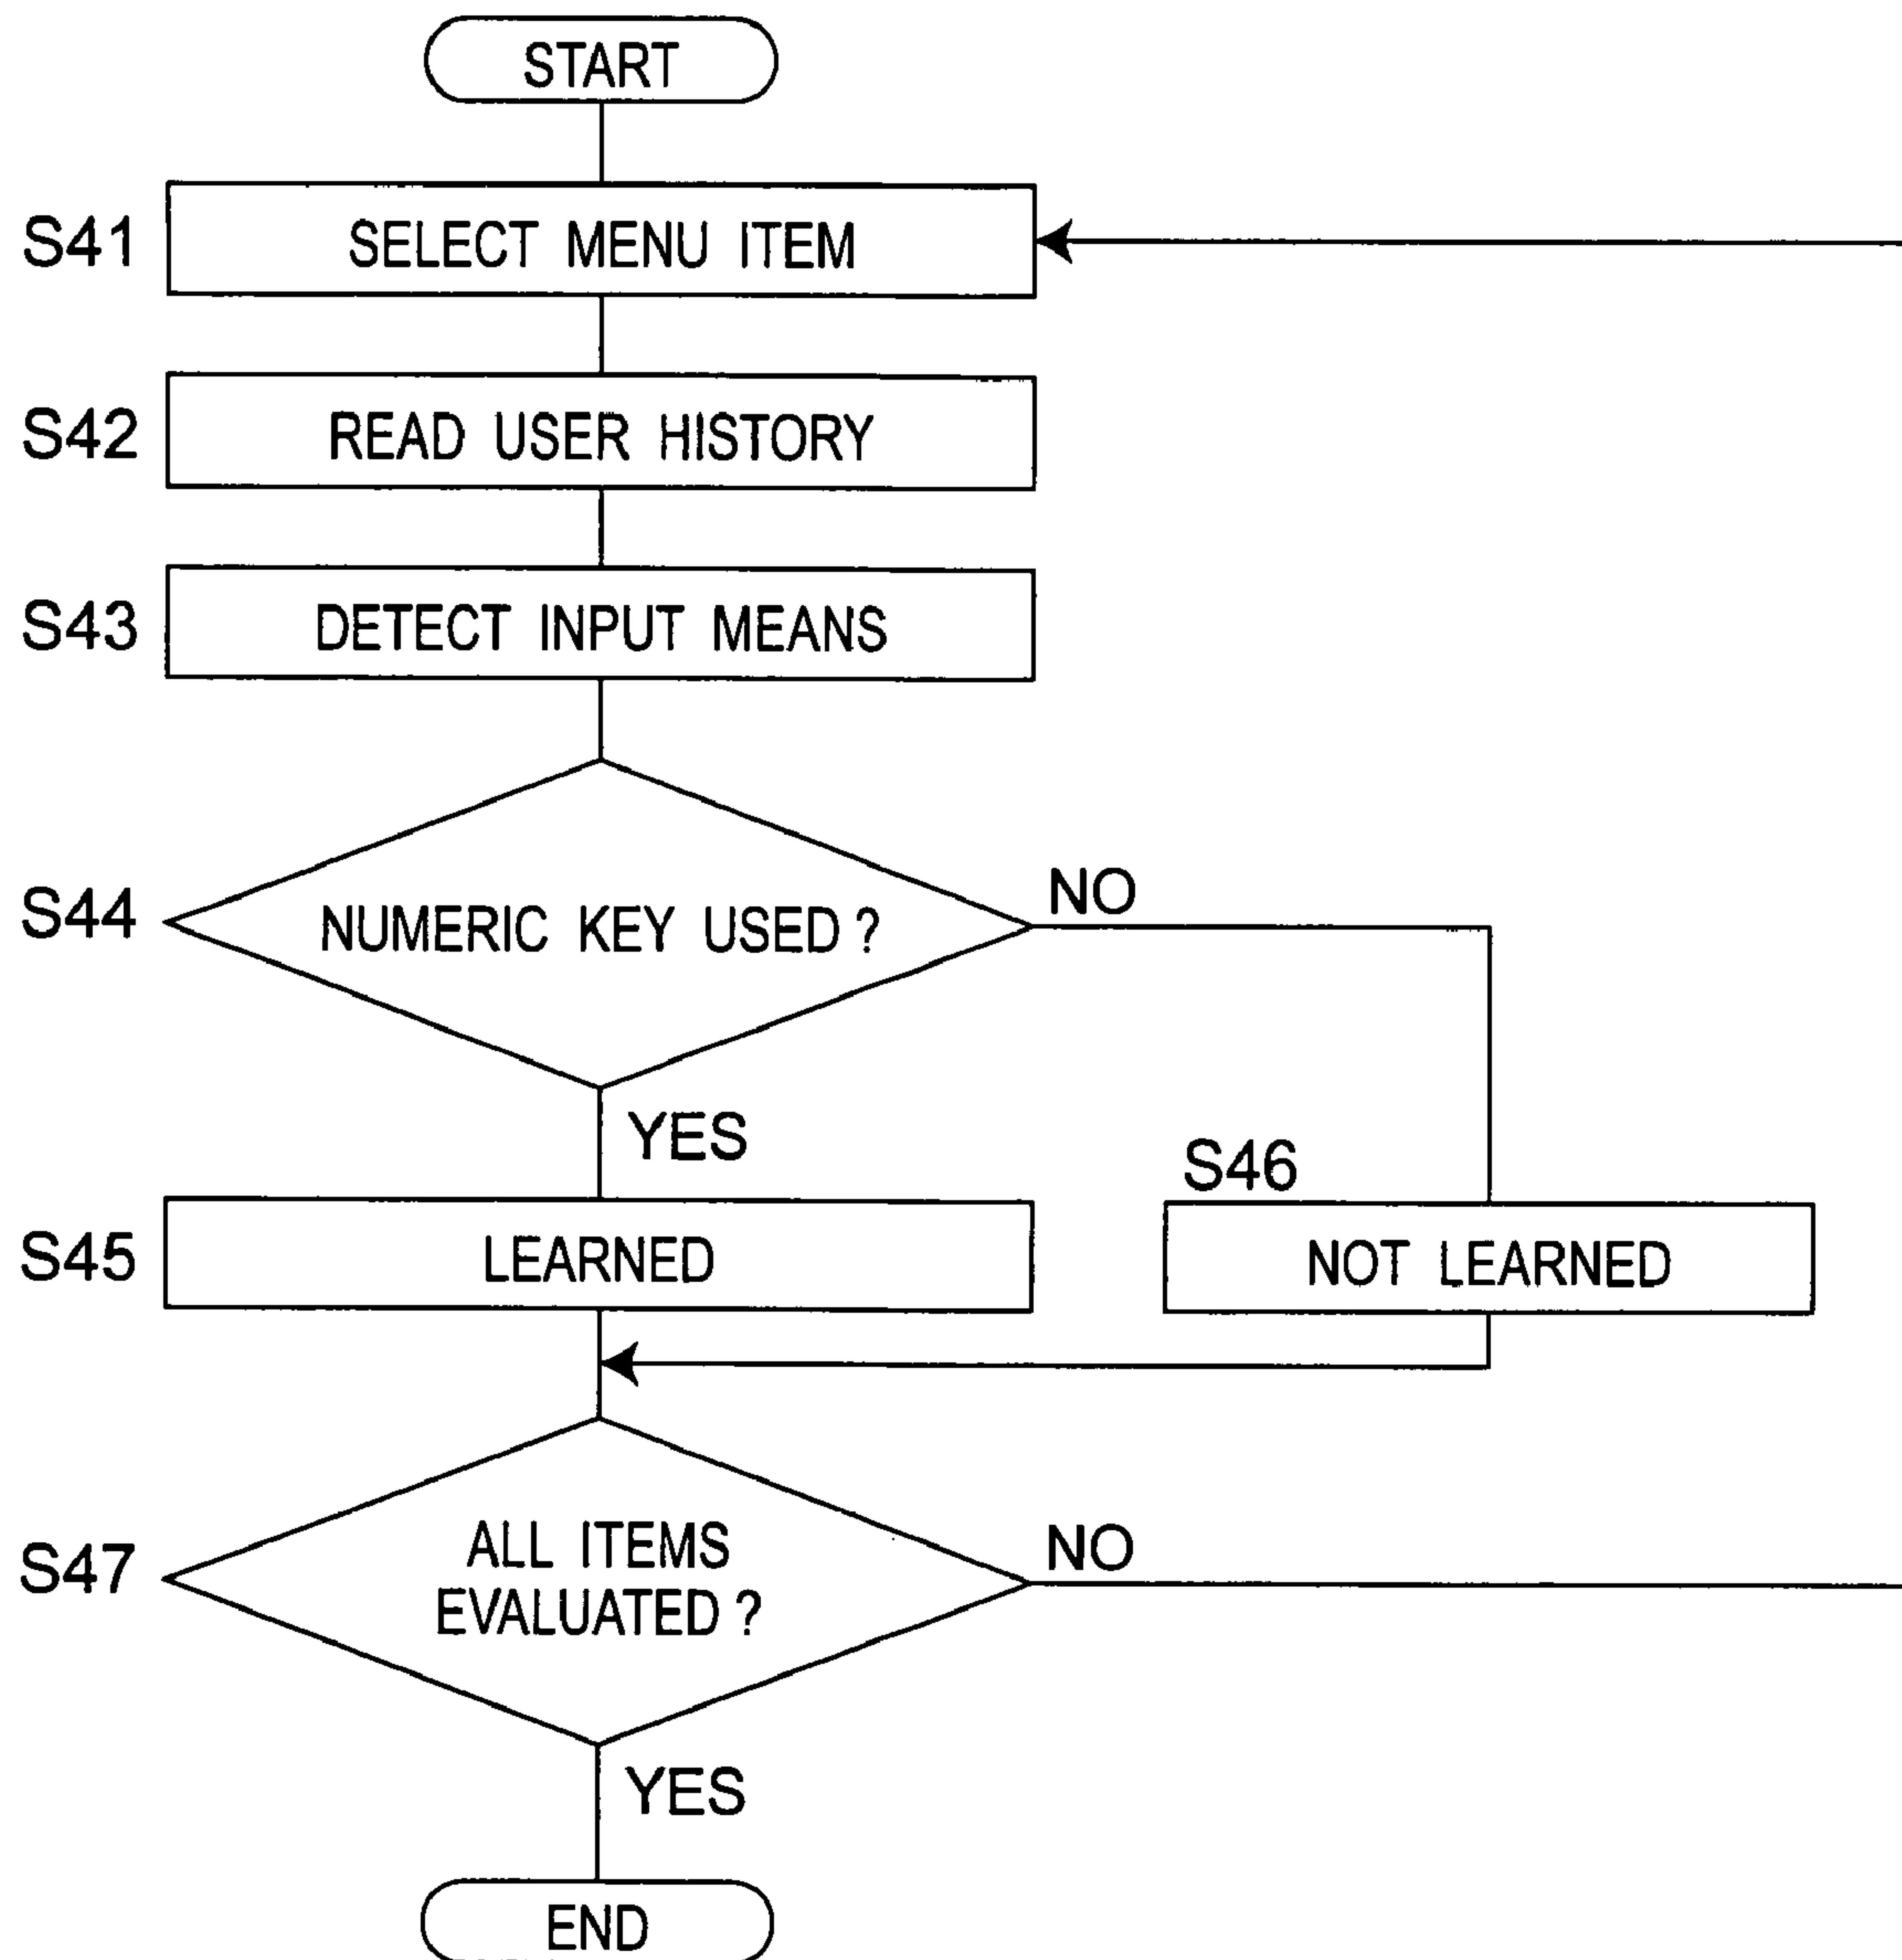 START
S41
SELECT MENU ITEM
S42
READ USER HISTORY
S43
DETECT INPUT MEANS
S44
NUMERIC KEY USED ?
NO
YES
S46
S45
LEARNED
NOT LEARNED
S47
ALL ITEMS
EVALUATED ?
NO
YES
END